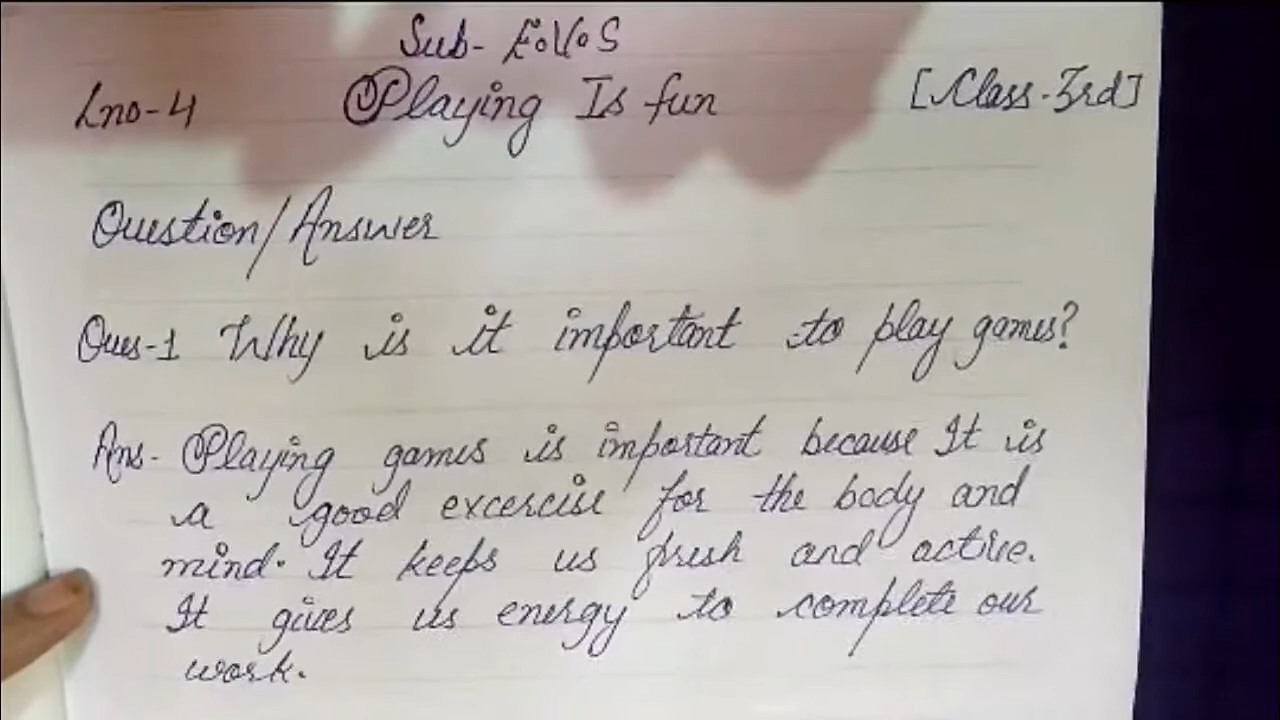 Sub- E.V.S
Lno-4 Playing Is fun [Class-3rd]
Question/Answer
Ques-1 Why is it important to play games?
Ans- Playing games is important because It is
a good excercise for the body and
mind. It keeps us fresh and active.
It gives us energy to complete our
work.